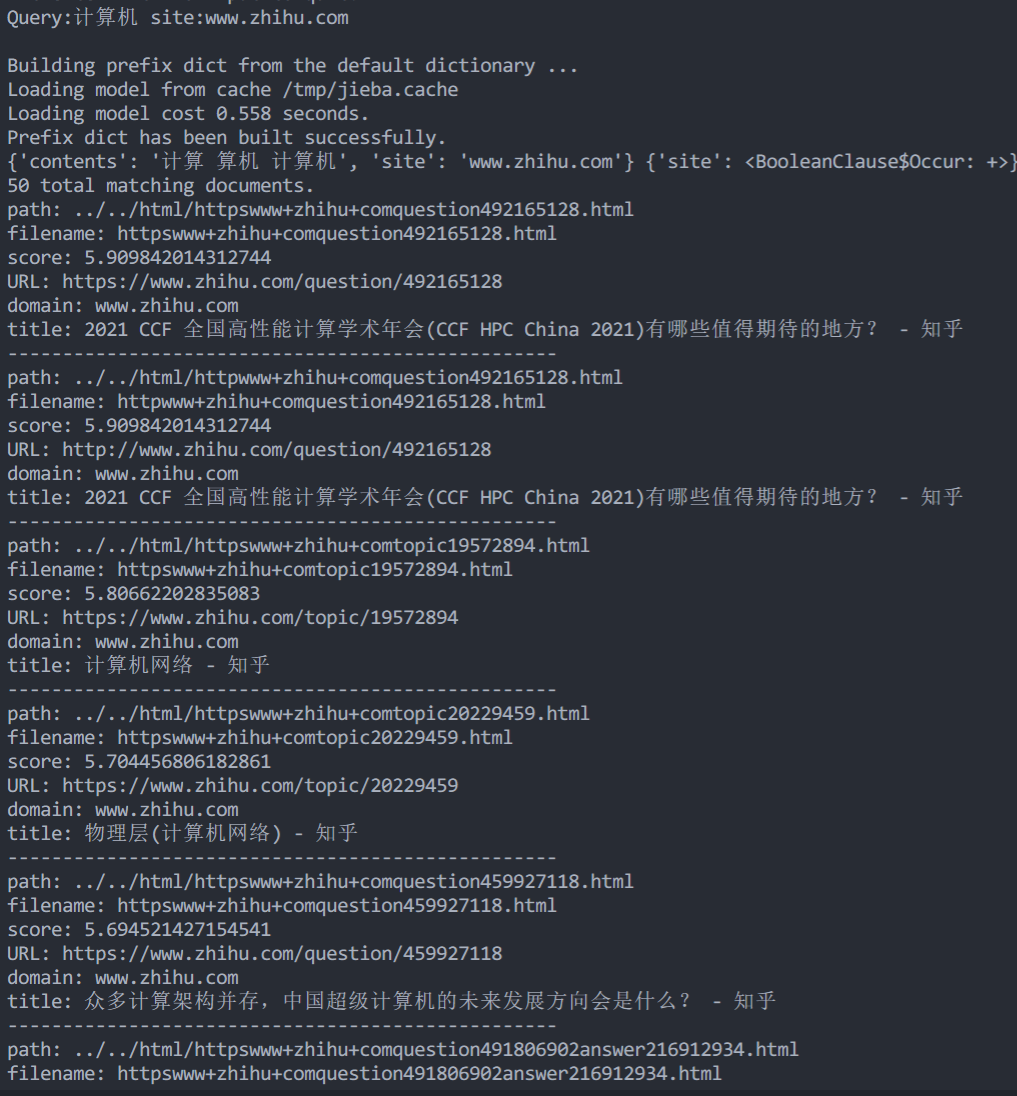 Query:计算机 site:www.zhihu.com
Building prefix dict from the default dictionary ...
Loading model from cache /tmp/jieba.cache
Loading model cost 0.558 seconds.
Prefix dict has been built successfully.
{'contents': '计算 算机 计算机', 'site': 'www.zhihu.com'} {'site': <BooleanClause$Occur: +>}
50 total matching documents.
path: ../../html/httpswww+zhihu+comquestion492165128.html
filename: httpswww+zhihu+comquestion492165128.html
score: 5.909842014312744
URL: https://www.zhihu.com/question/492165128
domain: www.zhihu.com
title: 2021 CCF 全国高性能计算学术年会(CCF HPC China 2021)有哪些值得期待的地方? - 知乎
--------------------------------------------------
path: ../../html/httpwww+zhihu+comquestion492165128.html
filename: httpwww+zhihu+comquestion492165128.html
score: 5.909842014312744
URL: http://www.zhihu.com/question/492165128
domain: www.zhihu.com
title: 2021 CCF 全国高性能计算学术年会(CCF HPC China 2021)有哪些值得期待的地方? - 知乎
--------------------------------------------------
path: ../../html/httpswww+zhihu+comtopic19572894.html
filename: httpswww+zhihu+comtopic19572894.html
score: 5.80662202835083
URL: https://www.zhihu.com/topic/19572894
domain: www.zhihu.com
title: 计算机网络 - 知乎
--------------------------------------------------
path: ../../html/httpswww+zhihu+comtopic20229459.html
filename: httpswww+zhihu+comtopic20229459.html
score: 5.704456806182861
URL: https://www.zhihu.com/topic/20229459
domain: www.zhihu.com
title: 物理层(计算机网络) - 知乎
--------------------------------------------------
path: ../../html/httpswww+zhihu+comquestion459927118.html
filename: httpswww+zhihu+comquestion459927118.html
score: 5.694521427154541
URL: https://www.zhihu.com/question/459927118
domain: www.zhihu.com
title: 众多计算架构并存，中国超级计算机的未来发展方向会是什么? - 知乎
--------------------------------------------------
path: ../../html/httpswww+zhihu+comquestion491806902answer216912934.html
filename: httpswww+zhihu+comquestion491806902answer216912934.html